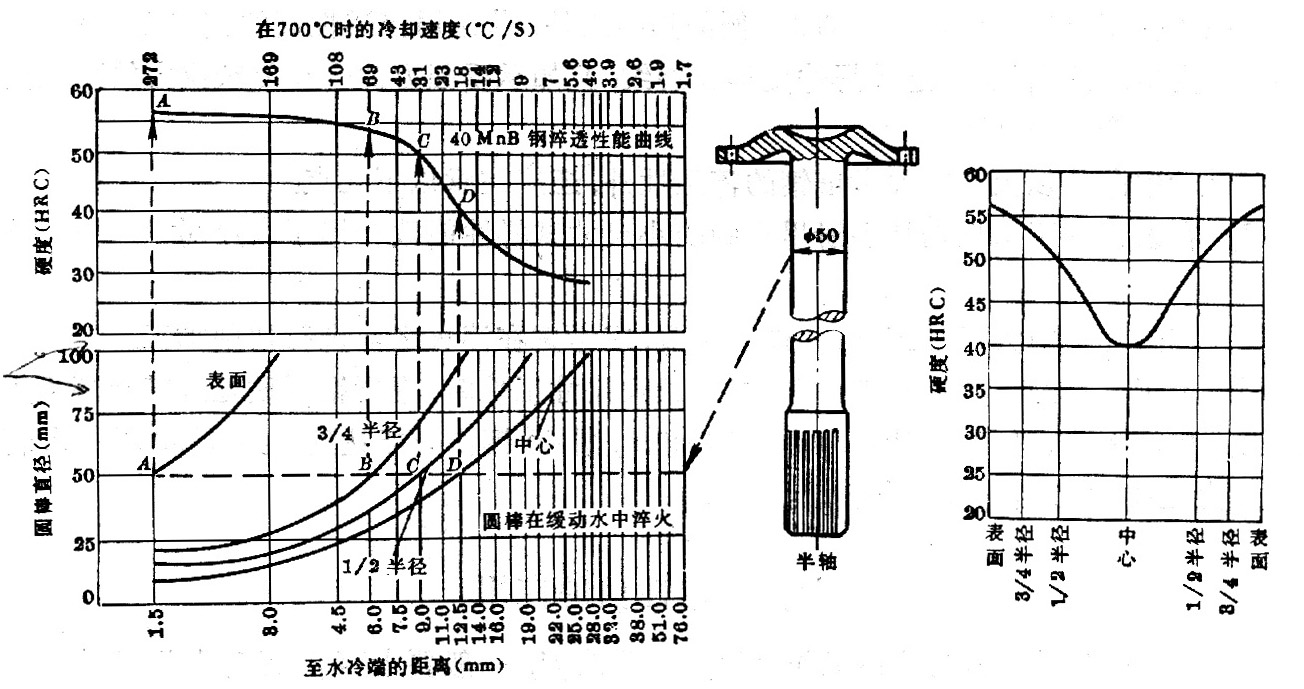 在700℃时的冷却速度(℃/S)
272 169 108 69 43 31 23 18 14 12 9 7 5.6 4.6 3.9 2.6 1.9 1.7
60
50
40
30
20
硬度(HRC)
A
B
C
D
40 MnB 钢淬透性能曲线
100
75
50
25
0
圆棒直径(mm)
表面
3/4 半径
中心
A
B
C
D
圆棒在缓动水中淬火
1/2 半径
1.5 3.0 4.5 6.0 7.5 9.0 11.0 12.5 14.0 16.0 19.0 22.0 25.0 28.0 38.0 51.0 76.0
至水冷端的距离(mm)
ϕ50
半轴
60
55
50
45
40
35
30
25
20
硬度(HRC)
表面
3/4半径
1/2半径
中心
1/2半径
3/4半径
表面